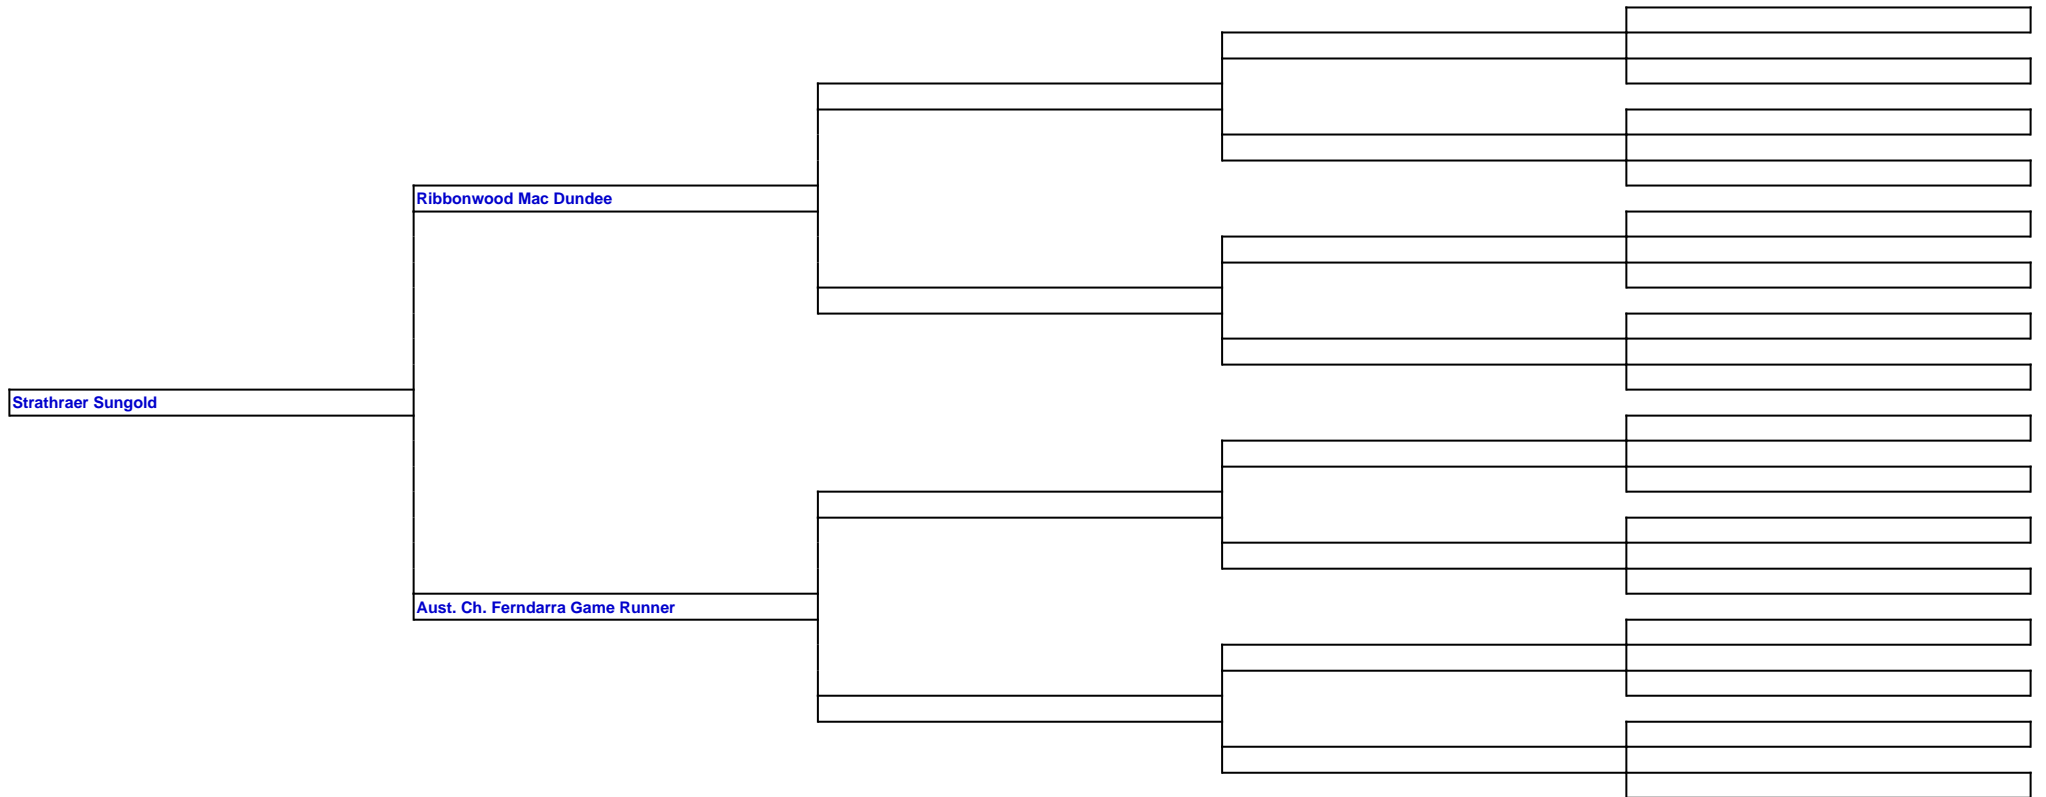 Ribbonwood Mac Dundee
Strathraer Sungold
Aust. Ch. Ferndarra Game Runner